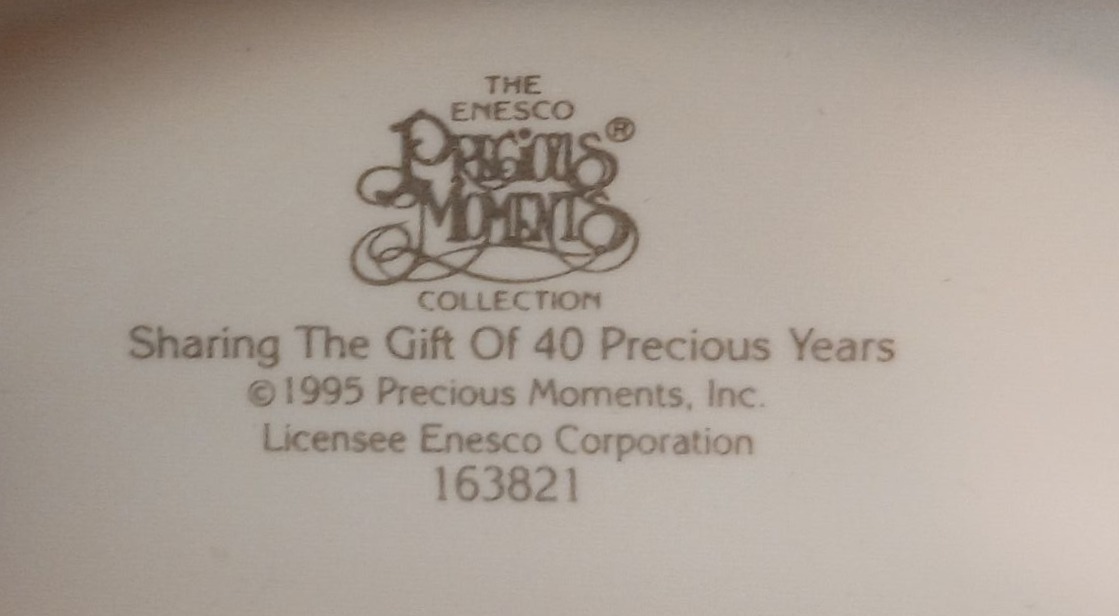 THE
ENESCO
PRECIOUS®
MOMENTS
COLLECTION
Sharing The Gift Of 40 Precious Years
©1995 Precious Moments, Inc.
Licensee Enesco Corporation
163821